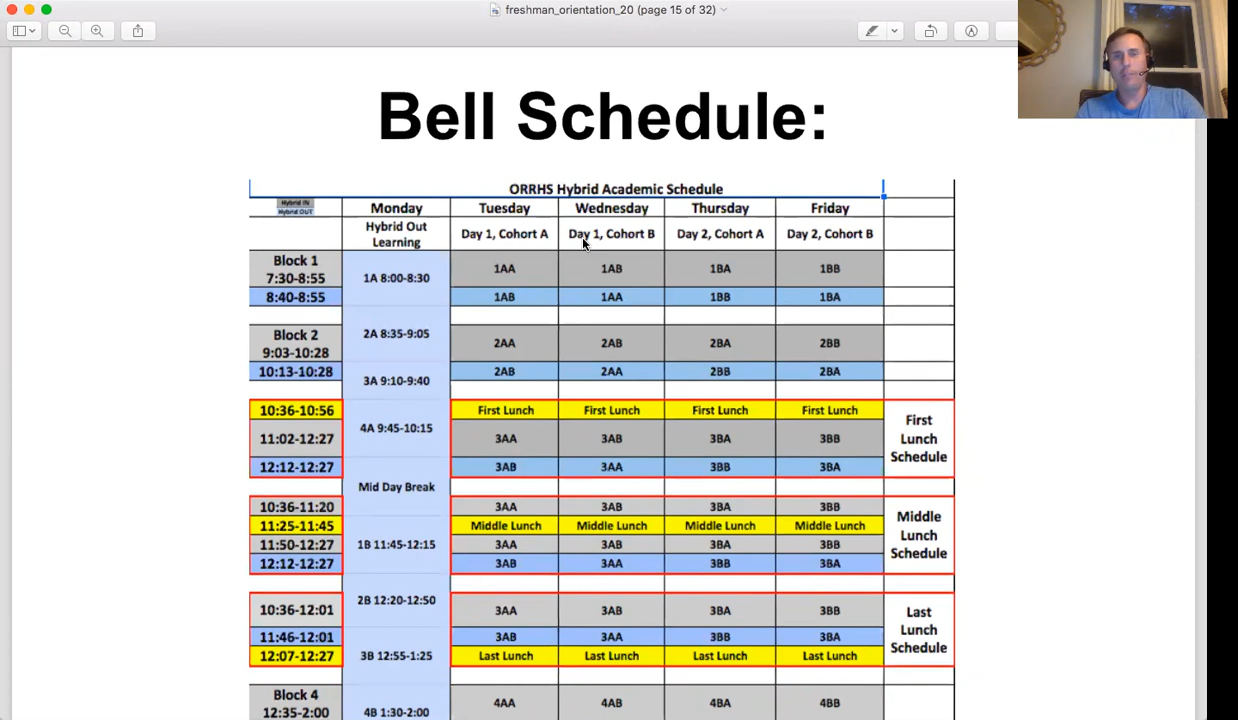 freshman_orientation_20 (page 15 of 32)
Bell Schedule:
ORRHS Hybrid Academic Schedule
Hybrid IN
Hybrid OUT
Monday Tuesday Wednesday Thursday Friday
Hybrid Out Learning Day 1, Cohort A Day 1, Cohort B Day 2, Cohort A Day 2, Cohort B
Block 1
7:30-8:55 1A 8:00-8:30 1AA 1AB 1BA 1BB
8:40-8:55 1AB 1AA 1BB 1BA
Block 2
9:03-10:28 2A 8:35-9:05 2AA 2AB 2BA 2BB
10:13-10:28 2AB 2AA 2BB 2BA
3A 9:10-9:40
10:36-10:56 First Lunch First Lunch First Lunch First Lunch
11:02-12:27 4A 9:45-10:15 3AA 3AB 3BA 3BB First Lunch Schedule
12:12-12:27 3AB 3AA 3BB 3BA
Mid Day Break
10:36-11:20 3AA 3AB 3BA 3BB
11:25-11:45 Middle Lunch Middle Lunch Middle Lunch Middle Lunch Middle Lunch Schedule
11:50-12:27 1B 11:45-12:15 3AA 3AB 3BA 3BB
12:12-12:27 3AB 3AA 3BB 3BA
2B 12:20-12:50
10:36-12:01 3AA 3AB 3BA 3BB
11:46-12:01 3AB 3AA 3BB 3BA Last Lunch Schedule
12:07-12:27 3B 12:55-1:25 Last Lunch Last Lunch Last Lunch Last Lunch
Block 4
12:35-2:00 4B 1:30-2:00 4AA 4AB 4BA 4BB